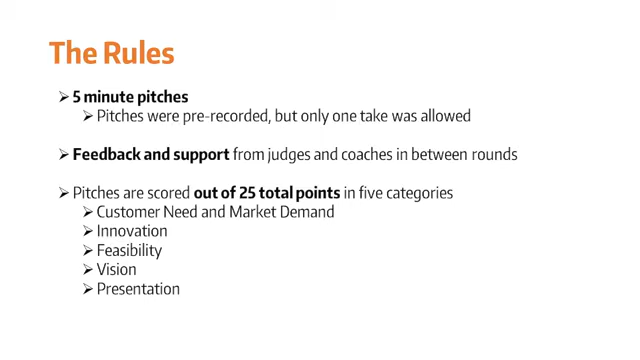 The Rules
➢ 5 minute pitches
➢ Pitches were pre-recorded, but only one take was allowed
➢ Feedback and support from judges and coaches in between rounds
➢ Pitches are scored out of 25 total points in five categories
➢ Customer Need and Market Demand
➢ Innovation
➢ Feasibility
➢ Vision
➢ Presentation